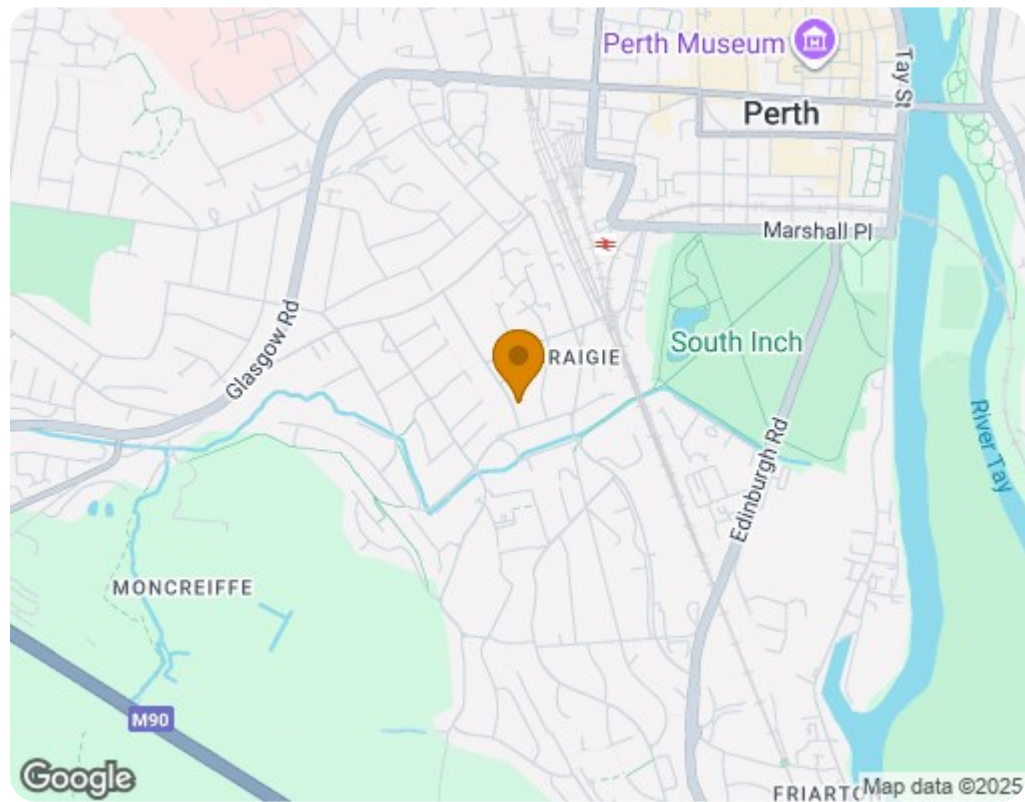 Perth Museum
Tay St
Perth
Marshall Pl
Glasgow Rd
RAIGIE
South Inch
River Tay
Edinburgh Rd
MONCREIFFE
M90
Google
FRIARTO
Map data ©2025